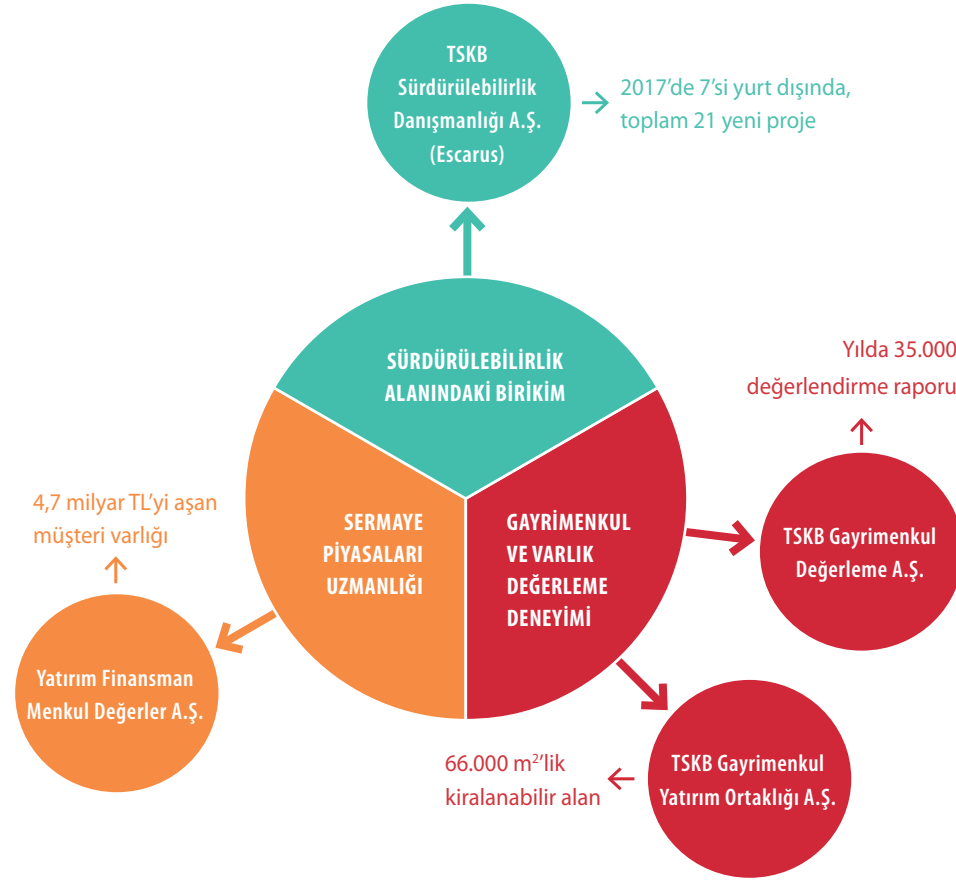 TSKB
Sürdürülebilirlik
Danışmanlığı A.Ş.
(Escarus)
2017’de 7’si yurt dışında,
toplam 21 yeni proje
SÜRDÜRÜLEBİLİRLİK
ALANINDAKİ BİRİKİM
SERMAYE
PİYASALARI
UZMANLIĞI
GAYRİMENKUL
VE VARLIK
DEĞERLEME
DENEYİMİ
Yılda 35.000
değerlendirme raporu
TSKB Gayrimenkul
Değerleme A.Ş.
4,7 milyar TL’yi aşan
müşteri varlığı
Yatırım Finansman
Menkul Değerler A.Ş.
66.000 m²’lik
kiralanabilir alan
TSKB Gayrimenkul
Yatırım Ortaklığı A.Ş.